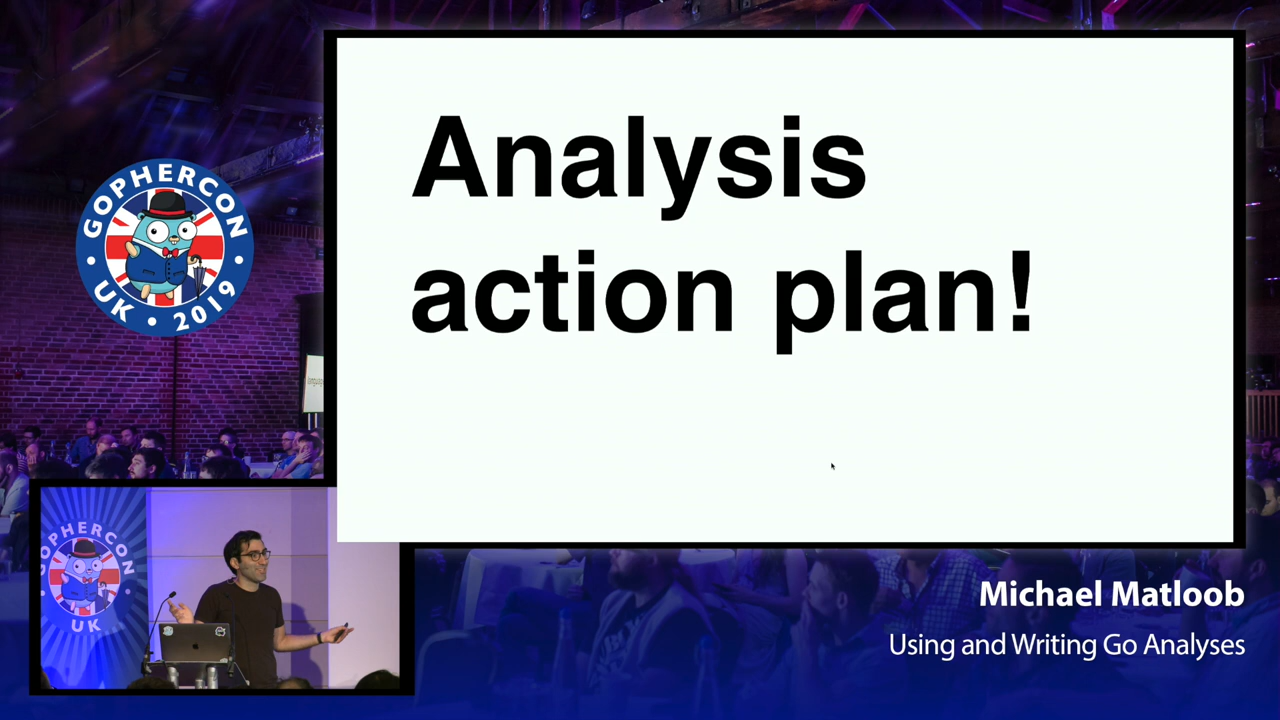 Analysis
action plan!
GOPHERCON
UK • 2019
GOPHERCON
UK
Michael Matloob
Using and Writing Go Analyses